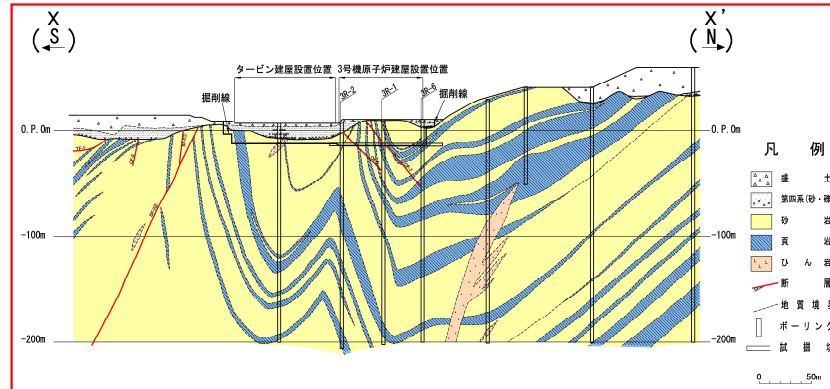 X
(S)
X'
(N)
タービン建屋設置位置
3号機原子炉建屋設置位置
掘削線
3R-2
3R-1
3R-6
掘削線
O.P.0m
0.P.0m
-100m
-100m
-200m
-200m
凡 例
盛 土
第四系(砂・礫
砂 岩
頁 岩
ひん岩
断 層
地質境界
ボーリング
試掘坑
0 50m